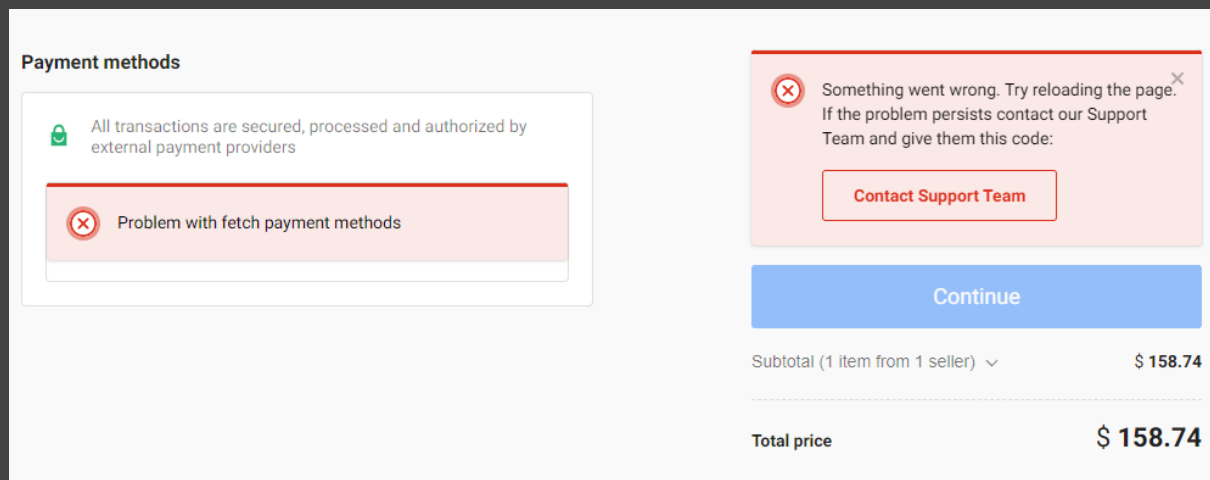 Payment methods
All transactions are secured, processed and authorized by
external payment providers
Problem with fetch payment methods
Something went wrong. Try reloading the page.
If the problem persists contact our Support
Team and give them this code:
Contact Support Team
Continue
Subtotal (1 item from 1 seller) $ 158.74
Total price $ 158.74